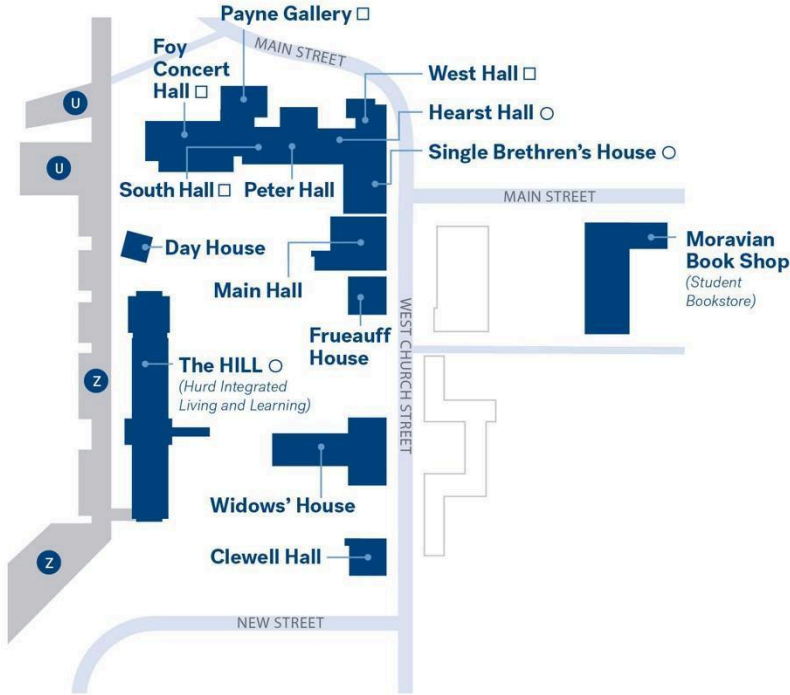 Payne Gallery
MAIN STREET
Foy
Concert
Hall
West Hall
Hearst Hall
Single Brethren's House
U
U
South Hall
Peter Hall
MAIN STREET
Day House
Moravian
Book Shop
(Student
Bookstore)
Main Hall
WEST CHURCH STREET
Frueauff
House
The HILL
(Hurd Integrated
Living and Learning)
Z
Widows’ House
Clewell Hall
Z
NEW STREET